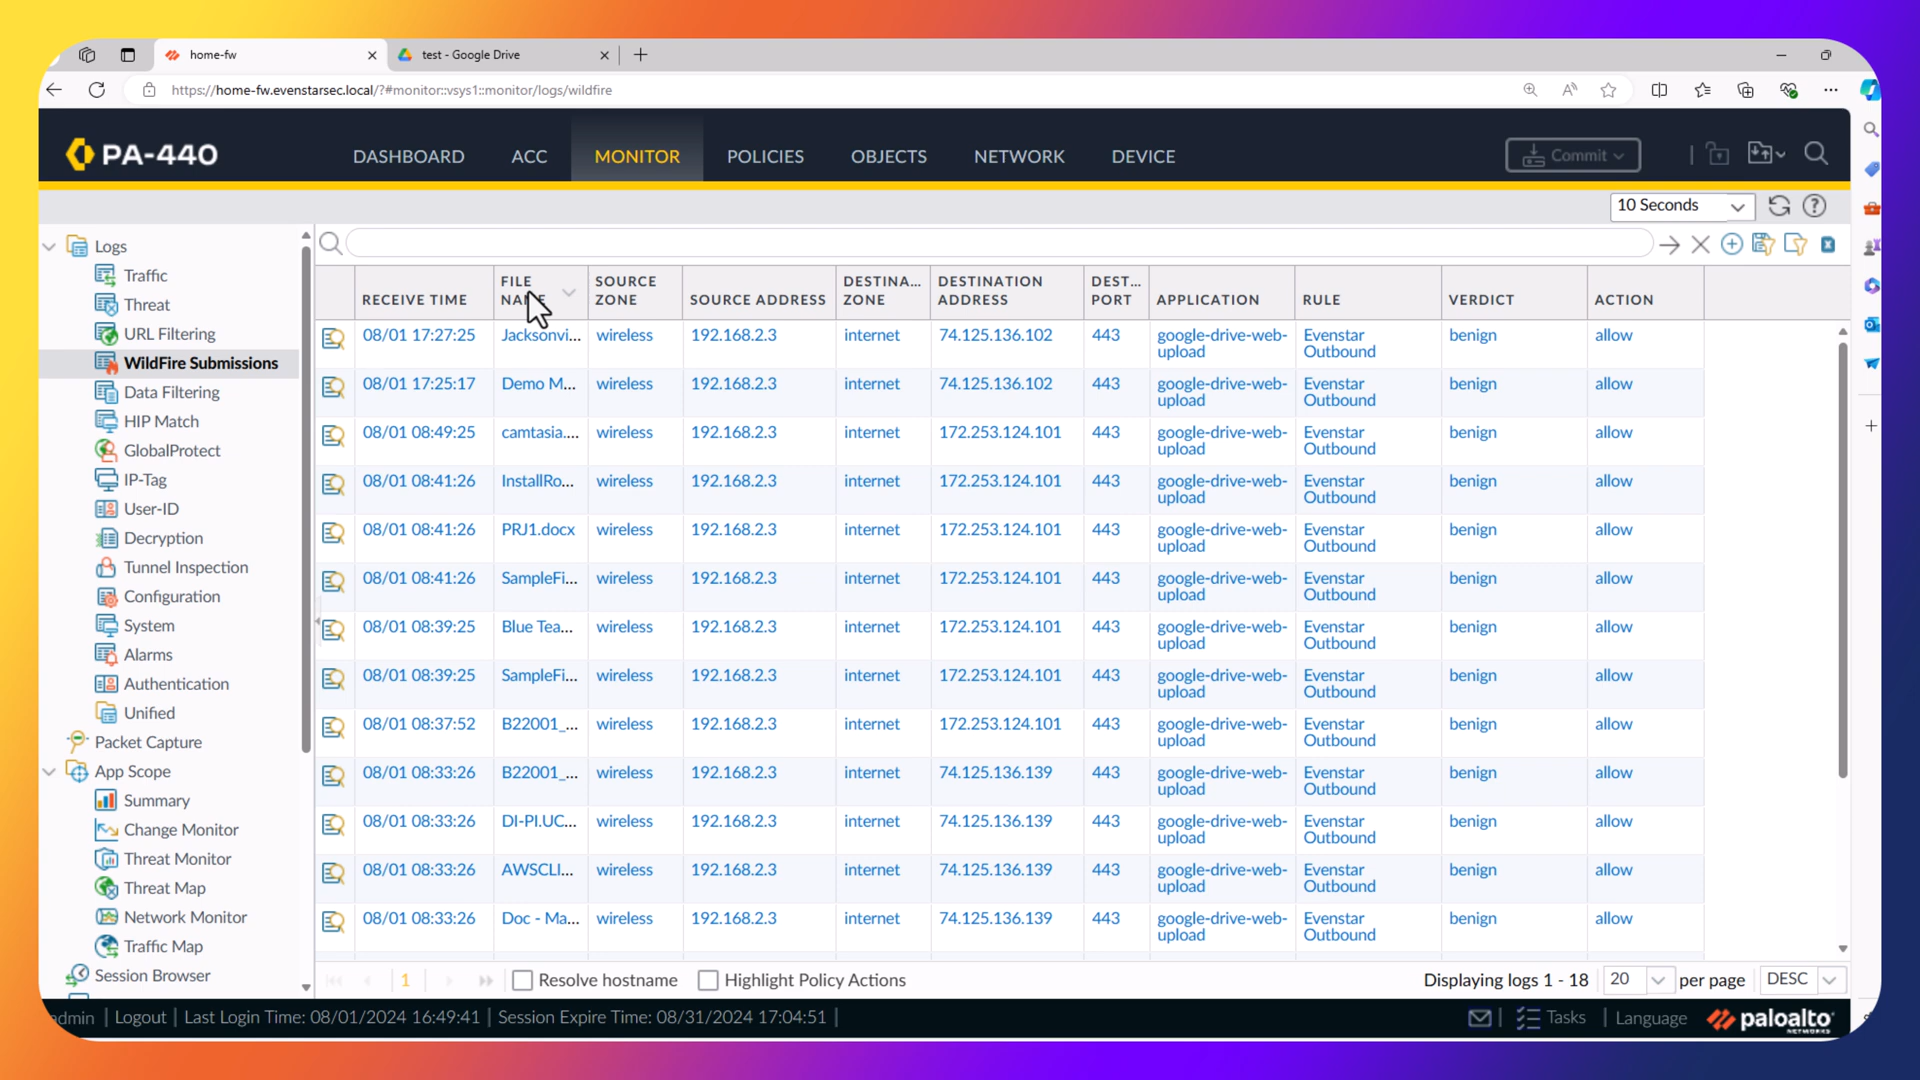 home-fw
test - Google Drive
https://home-fw.evenstarsec.local/?#monitor::vsys1::monitor/logs/wildfire
PA-440
DASHBOARD
ACC
MONITOR
POLICIES
OBJECTS
NETWORK
DEVICE
Commit
10 Seconds
Logs
Traffic
Threat
URL Filtering
WildFire Submissions
Data Filtering
HIP Match
GlobalProtect
IP-Tag
User-ID
Decryption
Tunnel Inspection
Configuration
System
Alarms
Authentication
Unified
Packet Capture
App Scope
Summary
Change Monitor
Threat Monitor
Threat Map
Network Monitor
Traffic Map
Session Browser
RECEIVE TIME
FILE
NAME
SOURCE
ZONE
SOURCE ADDRESS
DESTINA...
ZONE
DESTINATION
ADDRESS
DEST...
PORT
APPLICATION
RULE
VERDICT
ACTION
08/01 17:27:25 Jacksonvi... wireless 192.168.2.3 internet 74.125.136.102 443 google-drive-web- Evenstar benign allow
upload Outbound
08/01 17:25:17 Demo M... wireless 192.168.2.3 internet 74.125.136.102 443 google-drive-web- Evenstar benign allow
upload Outbound
08/01 08:49:25 camtasia.... wireless 192.168.2.3 internet 172.253.124.101 443 google-drive-web- Evenstar benign allow
upload Outbound
08/01 08:41:26 InstallRo... wireless 192.168.2.3 internet 172.253.124.101 443 google-drive-web- Evenstar benign allow
upload Outbound
08/01 08:41:26 PRJ1.docx wireless 192.168.2.3 internet 172.253.124.101 443 google-drive-web- Evenstar benign allow
upload Outbound
08/01 08:41:26 SampleFi... wireless 192.168.2.3 internet 172.253.124.101 443 google-drive-web- Evenstar benign allow
upload Outbound
08/01 08:39:25 Blue Tea... wireless 192.168.2.3 internet 172.253.124.101 443 google-drive-web- Evenstar benign allow
upload Outbound
08/01 08:39:25 SampleFi... wireless 192.168.2.3 internet 172.253.124.101 443 google-drive-web- Evenstar benign allow
upload Outbound
08/01 08:37:52 B22001_... wireless 192.168.2.3 internet 172.253.124.101 443 google-drive-web- Evenstar benign allow
upload Outbound
08/01 08:33:26 B22001_... wireless 192.168.2.3 internet 74.125.136.139 443 google-drive-web- Evenstar benign allow
upload Outbound
08/01 08:33:26 DI-PI.UC... wireless 192.168.2.3 internet 74.125.136.139 443 google-drive-web- Evenstar benign allow
upload Outbound
08/01 08:33:26 AWSCLI... wireless 192.168.2.3 internet 74.125.136.139 443 google-drive-web- Evenstar benign allow
upload Outbound
08/01 08:33:26 Doc - Ma... wireless 192.168.2.3 internet 74.125.136.139 443 google-drive-web- Evenstar benign allow
upload Outbound
1 Resolve hostname Highlight Policy Actions Displaying logs 1 - 18 20 per page DESC
admin | Logout | Last Login Time: 08/01/2024 16:49:41 | Session Expire Time: 08/31/2024 17:04:51 | Tasks | Language paloalto
NETWORKS